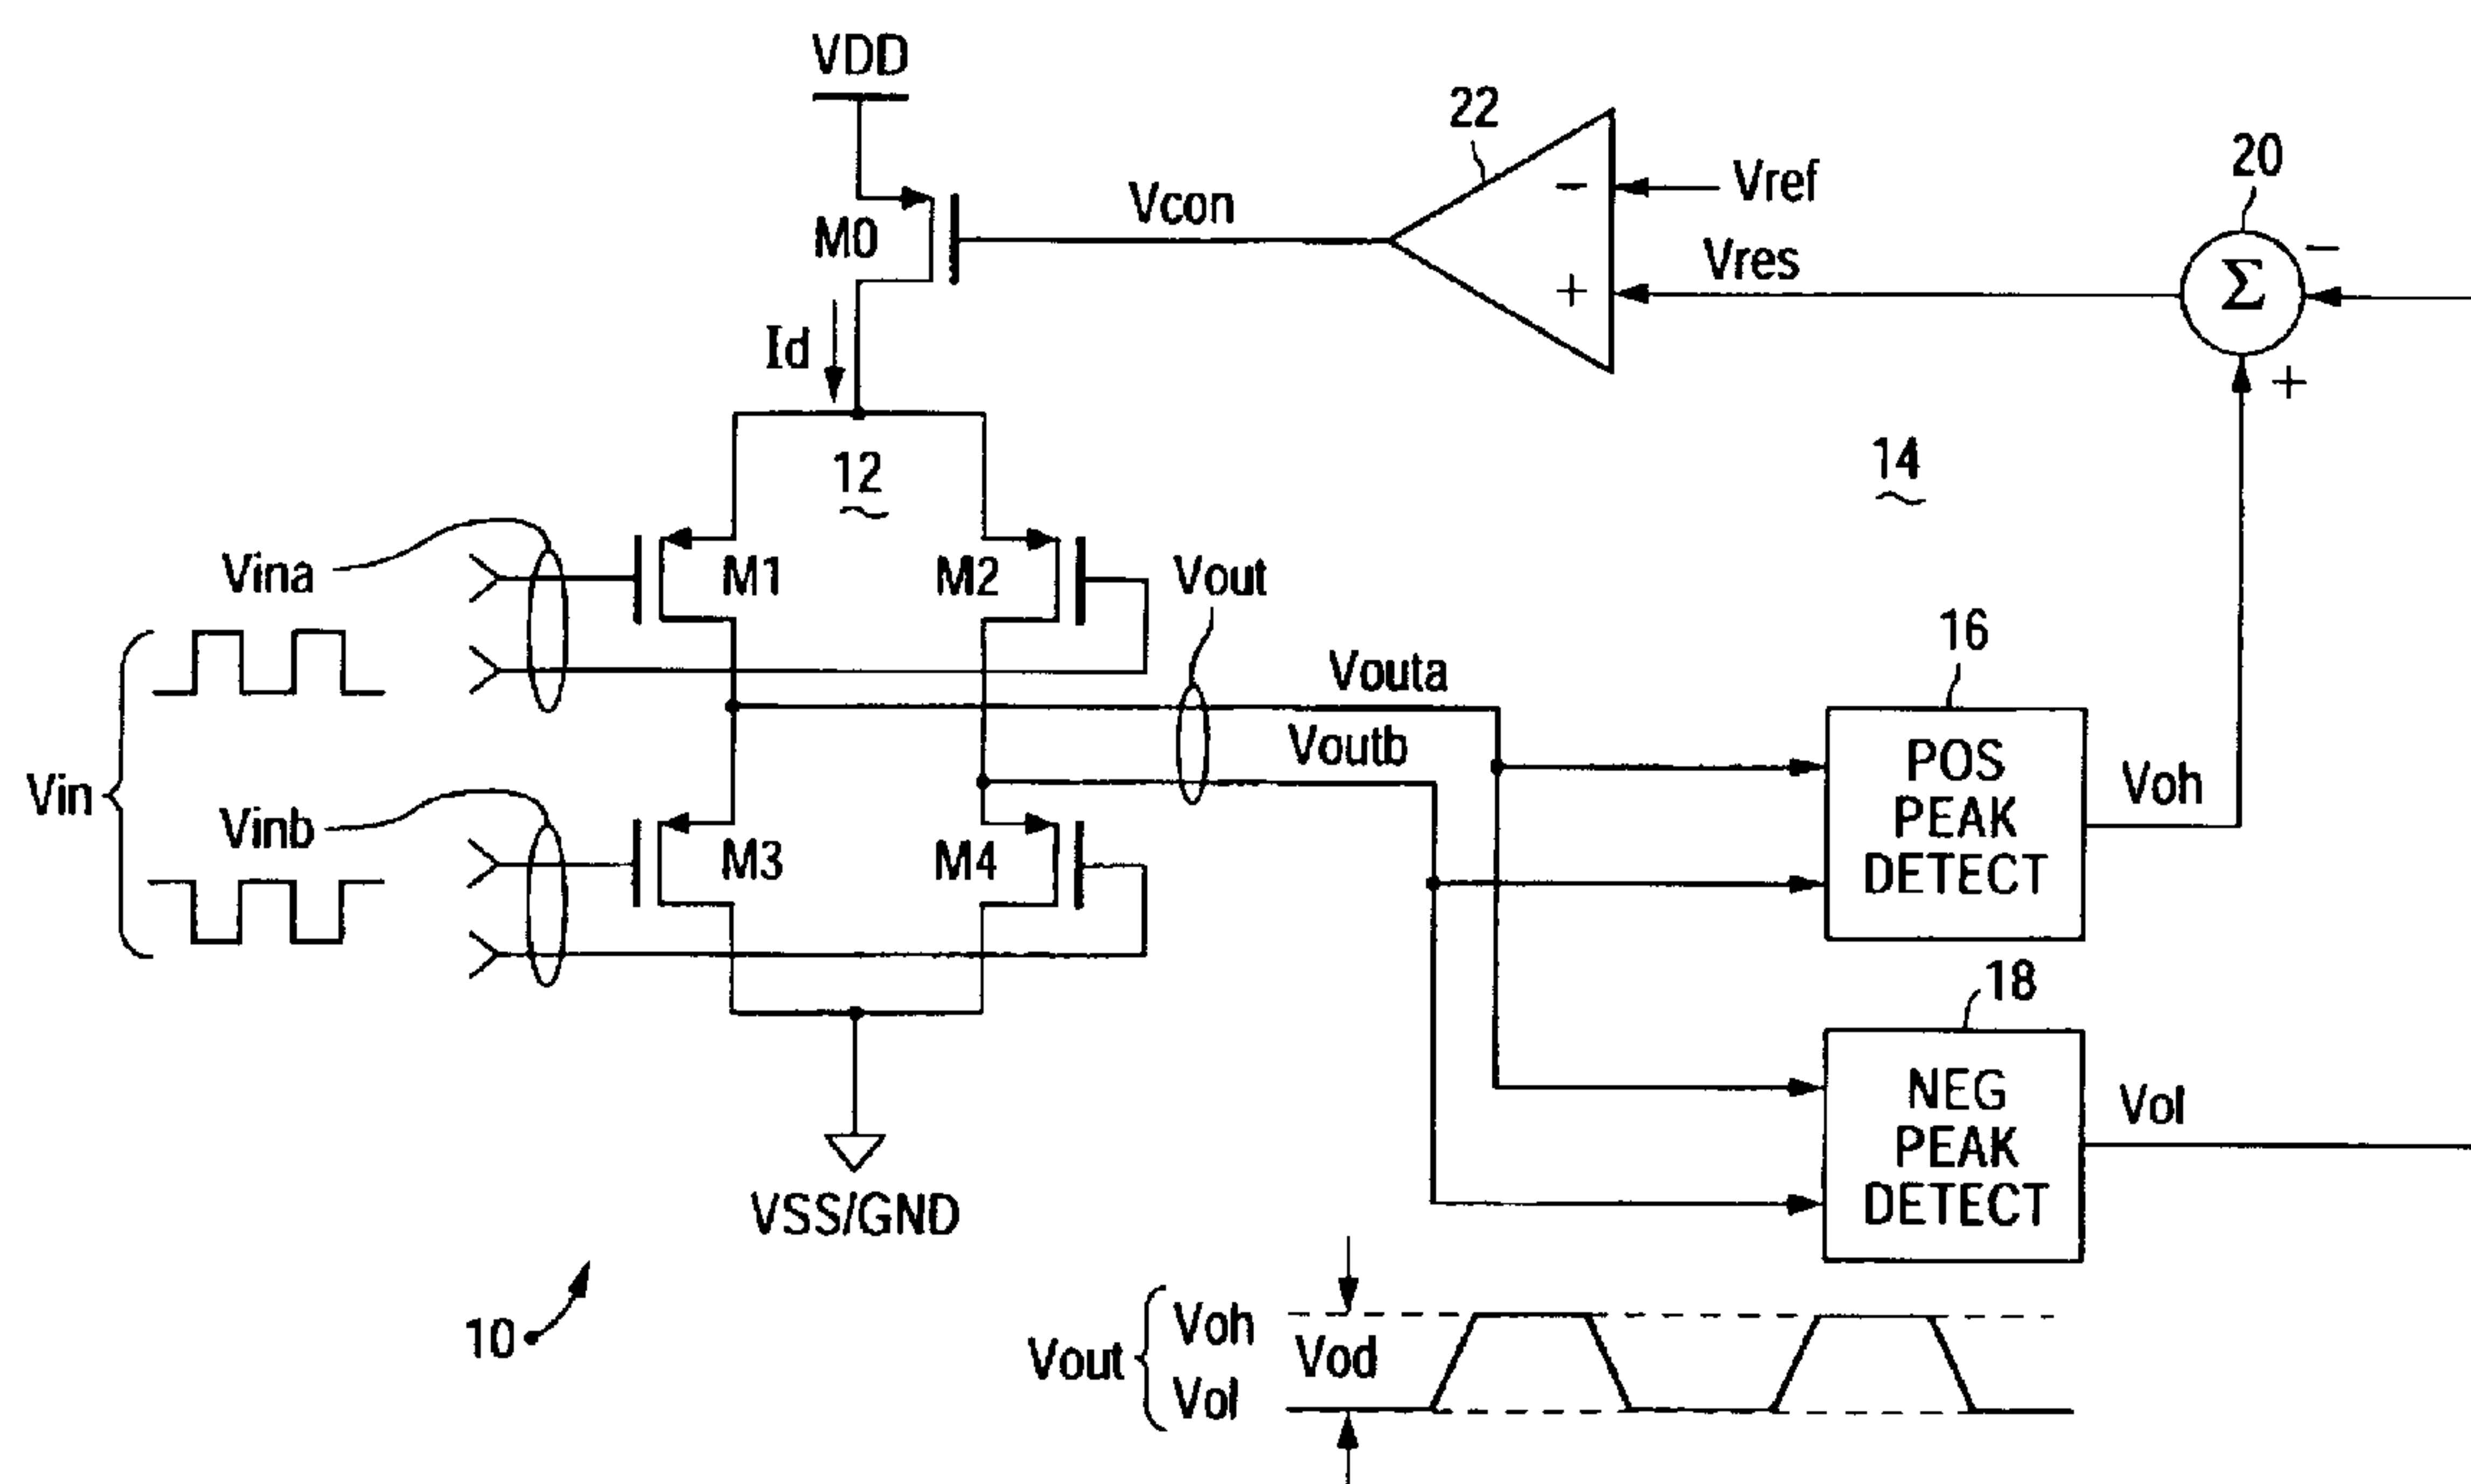 VDD
22
20
Vcon
− Vref
M0
Vres
−
Σ
+
Id
+
12
14
Vina
M1
M2
Vout
16
Vouta
Voutb
POS
PEAK
DETECT
Voh
Vin
Vinb
M3
M4
18
NEG
PEAK
DETECT
Vol
VSS/GND
10
Vout
Voh
Vod
Vol